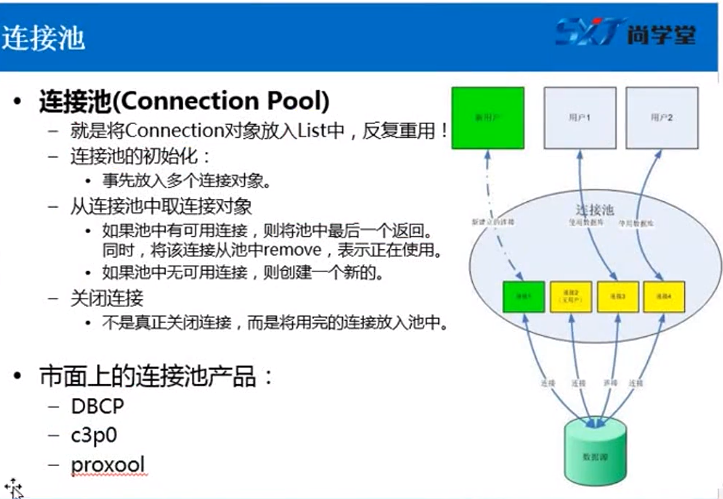 连接池
SXT 尚学堂
• 连接池(Connection Pool)
– 就是将Connection对象放入List中，反复重用！
– 连接池的初始化：
• 事先放入多个连接对象。
– 从连接池中取连接对象
• 如果池中有可用连接，则将池中最后一个返回。
同时，将该连接从池中remove，表示正在使用。
• 如果池中无可用连接，则创建一个新的。
– 关闭连接
• 不是真正关闭连接，而是将用完的连接放入池中。
• 市面上的连接池产品：
– DBCP
– c3p0
– proxool
新用户
用户1
用户2
连接池
新建立的连接
使用数据库
使用数据库
连接1
连接2
(无用户)
连接3
连接4
连接
连接
连接
数据库